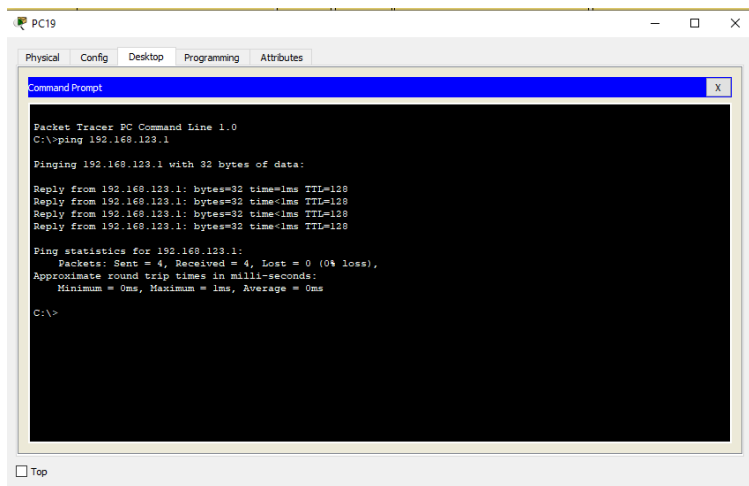 PC19
Physical Config Desktop Programming Attributes
Command Prompt
X
Packet Tracer PC Command Line 1.0
C:\>ping 192.168.123.1
Pinging 192.168.123.1 with 32 bytes of data:
Reply from 192.168.123.1: bytes=32 time=1ms TTL=128
Reply from 192.168.123.1: bytes=32 time<1ms TTL=128
Reply from 192.168.123.1: bytes=32 time<1ms TTL=128
Reply from 192.168.123.1: bytes=32 time<1ms TTL=128
Ping statistics for 192.168.123.1:
Packets: Sent = 4, Received = 4, Lost = 0 (0% loss),
Approximate round trip times in milli-seconds:
Minimum = 0ms, Maximum = 1ms, Average = 0ms
C:\>
Top